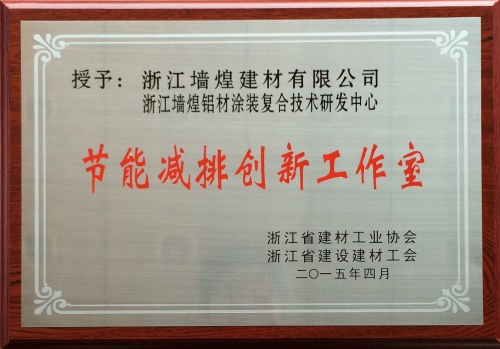 授予：浙江墙煌建材有限公司
浙江墙煌铝材涂装复合技术研发中心
节能减排创新工作室
浙江省建材工业协会
浙江省建设建材工会
二〇一五年四月